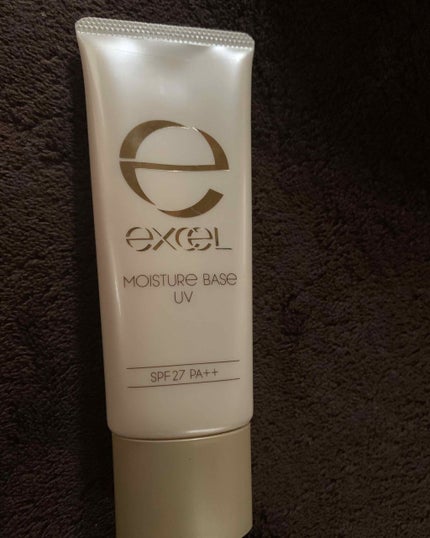 e
excel
MOISTURE BASE
UV
SPF27 PA++